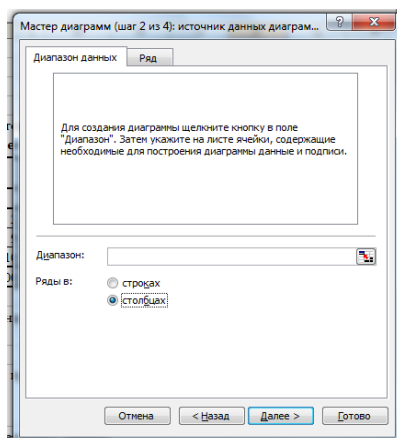 Мастер диаграмм (шаг 2 из 4): источник данных диаграм...
Диапазон данных Ряд
Для создания диаграммы щелкните кнопку в поле
"Диапазон". Затем укажите на листе ячейки, содержащие
необходимые для построения диаграммы данные и подписи.
Диапазон:
Ряды в: строках
столбцах
Отмена < Назад Далее > Готово